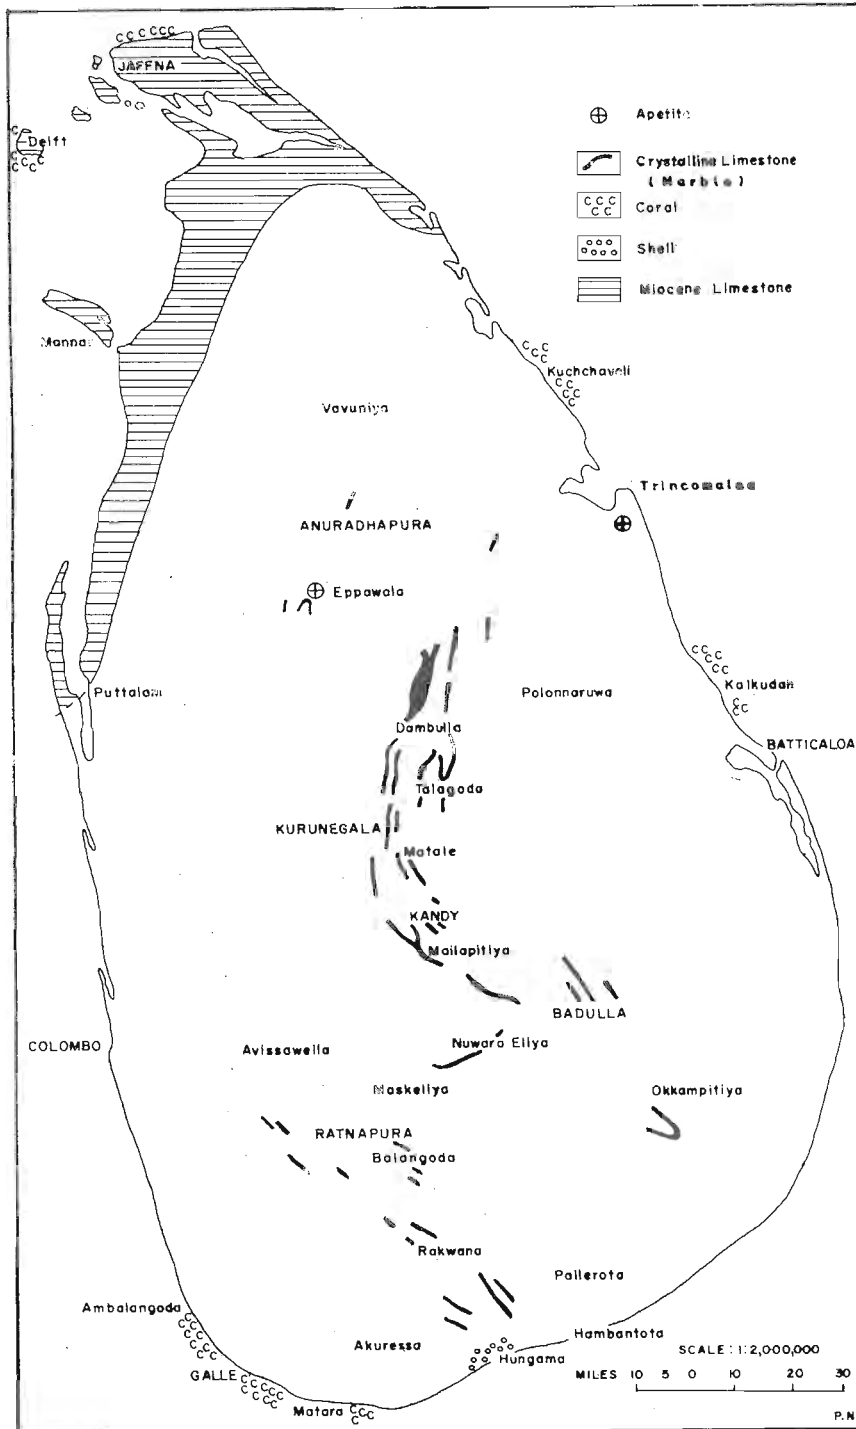 C C C C C C
JAFFNA
C
Delft
C C C C
Apetite
Crystalline Limestone
( Marble )
C C C
C C
Coral
Shell
Miocene Limestone
Mannar
C C C
Kuchchaveli
C C C C C
Vavuniya
Trincomalee
ANURADHAPURA
Eppawala
C C C C C
Kalkudah
C C C
Puttalam
Polonnaruwa
Dambulla
BATTICALOA
Talagoda
KURUNEGALA
Matale
KANDY
Mailapitiya
BADULLA
COLOMBO
Avissawella
Nuwara Eliya
Maskeliya
Okkampitiya
RATNAPURA
Balangoda
Rakwana
Pallerota
Ambalangoda
Akuressa
Hambantota
SCALE : 1:2,000,000
Hungama
GALLE
MILES 10 5 0 10 20 30
Matara
P.N